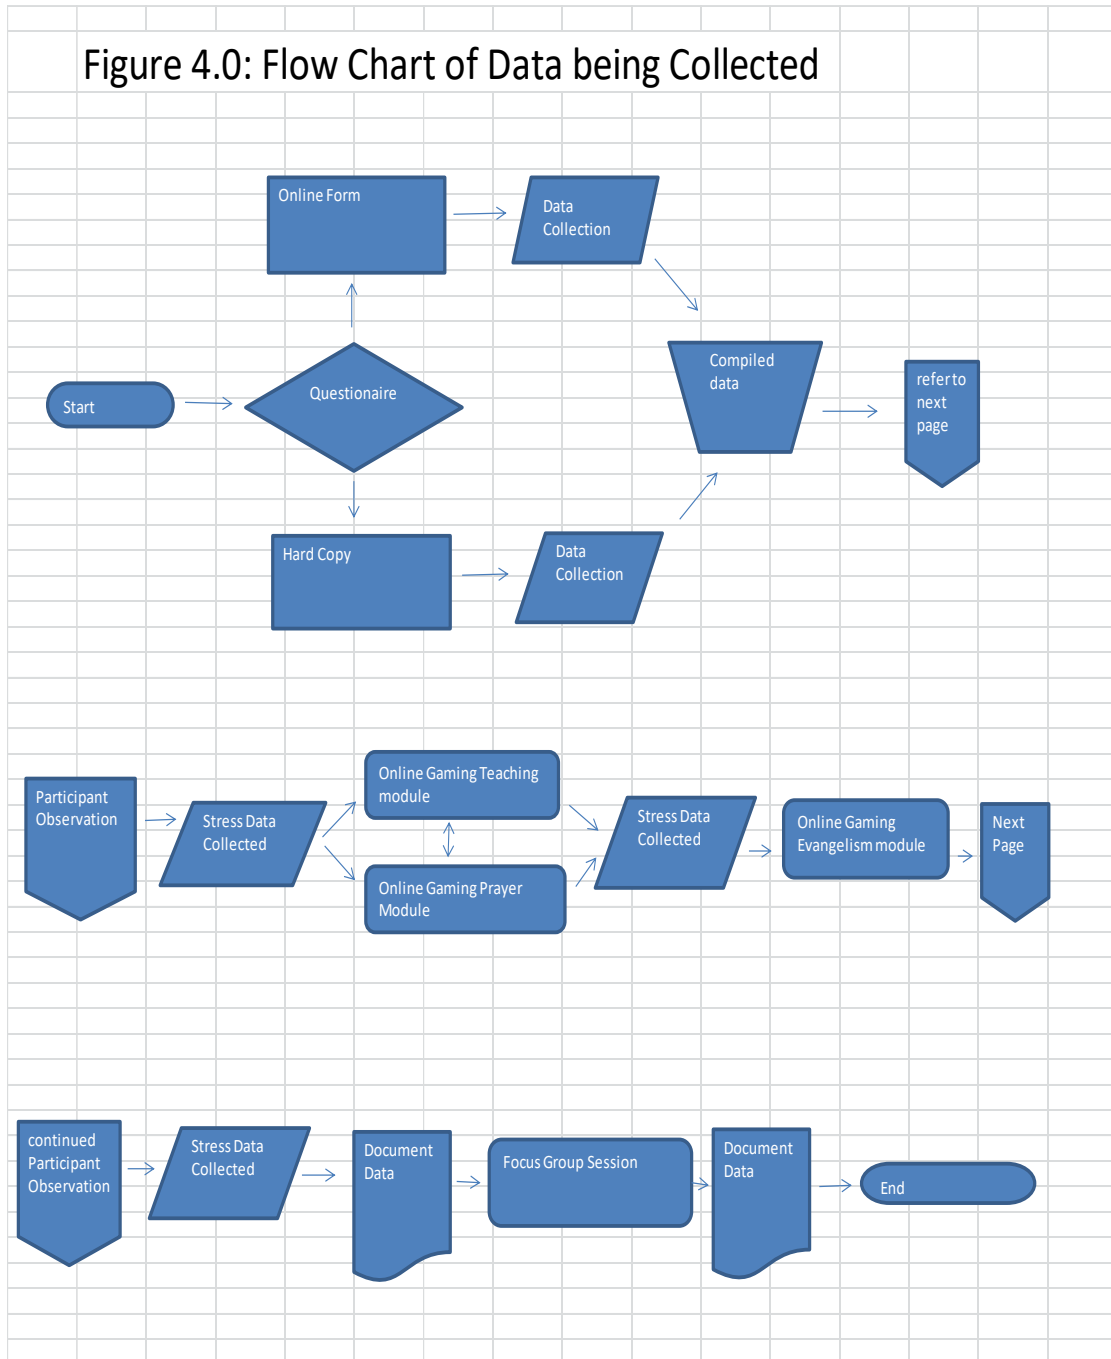 Figure 4.0: Flow Chart of Data being Collected
Online Form
Data
Collection
Compiled
data
refer to
next
page
Start
Questionaire
Hard Copy
Data
Collection
Participant
Observation
Stress Data
Collected
Online Gaming Teaching
module
Online Gaming Prayer
Module
Stress Data
Collected
Online Gaming
Evangelism module
Next
Page
continued
Participant
Observation
Stress Data
Collected
Document
Data
Focus Group Session
Document
Data
End